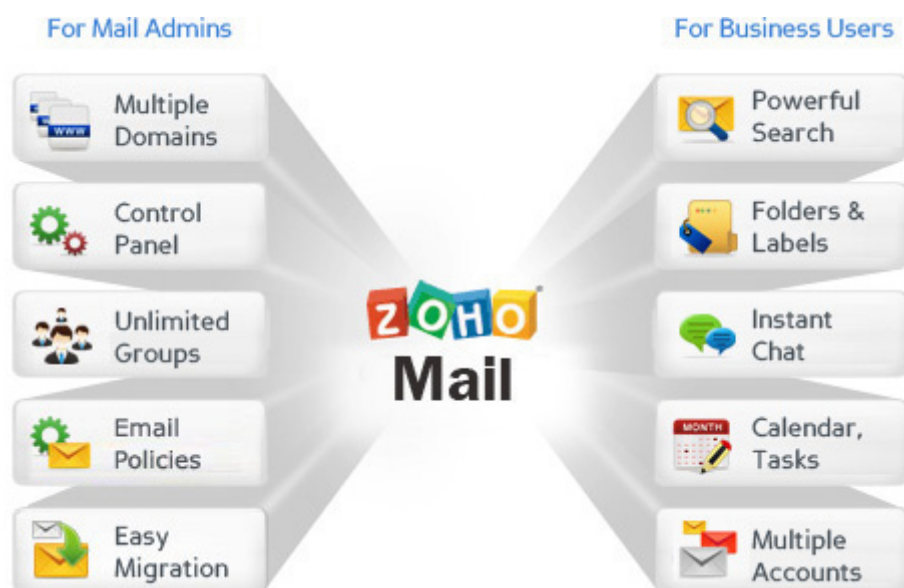 For Mail Admins
Multiple
Domains
WWW
Control
Panel
Unlimited
Groups
Email
Policies
Easy
Migration
ZOHO®
Mail
For Business Users
Powerful
Search
Folders &
Labels
Instant
Chat
MONTH
Calendar,
Tasks
Multiple
Accounts